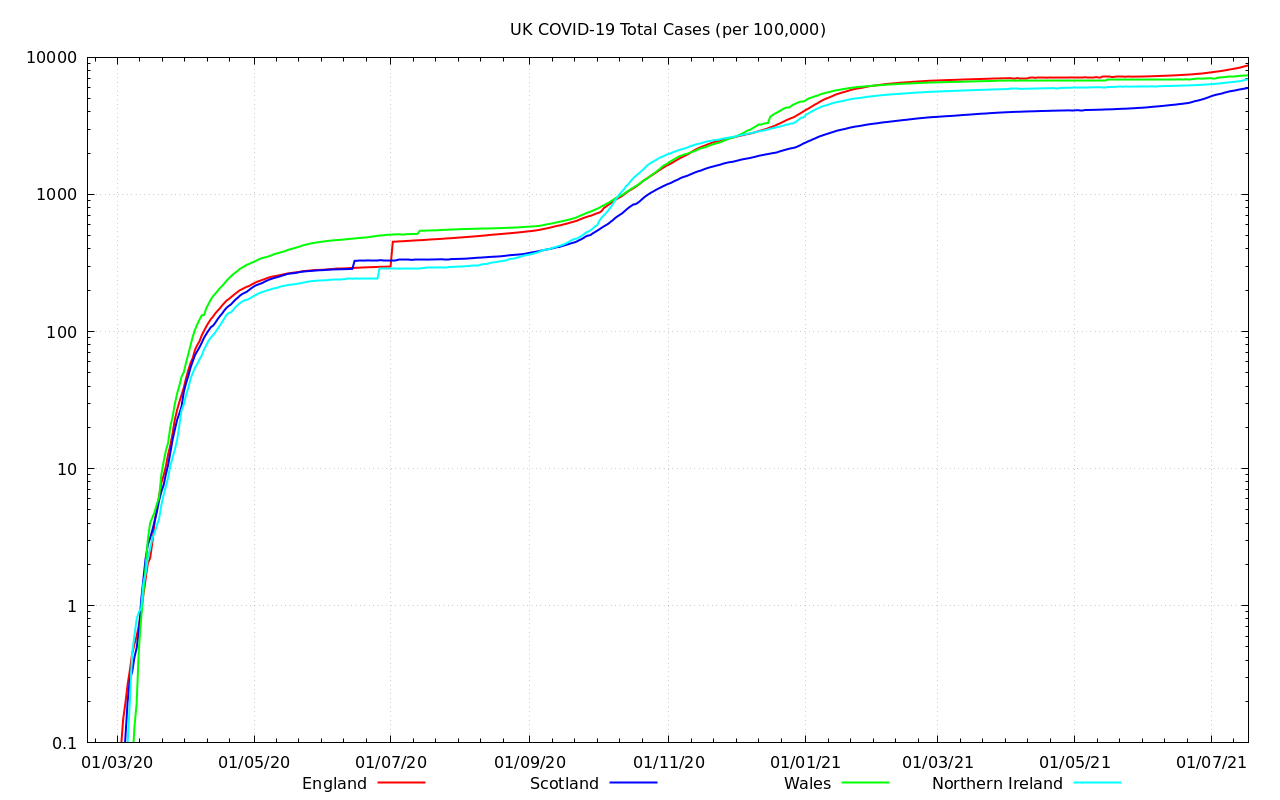 UK COVID-19 Total Cases (per 100,000)
10000
1000
100
10
1
0.1
01/03/20 01/05/20 01/07/20 01/09/20 01/11/20 01/01/21 01/03/21 01/05/21 01/07/21
England Scotland Wales Northern Ireland